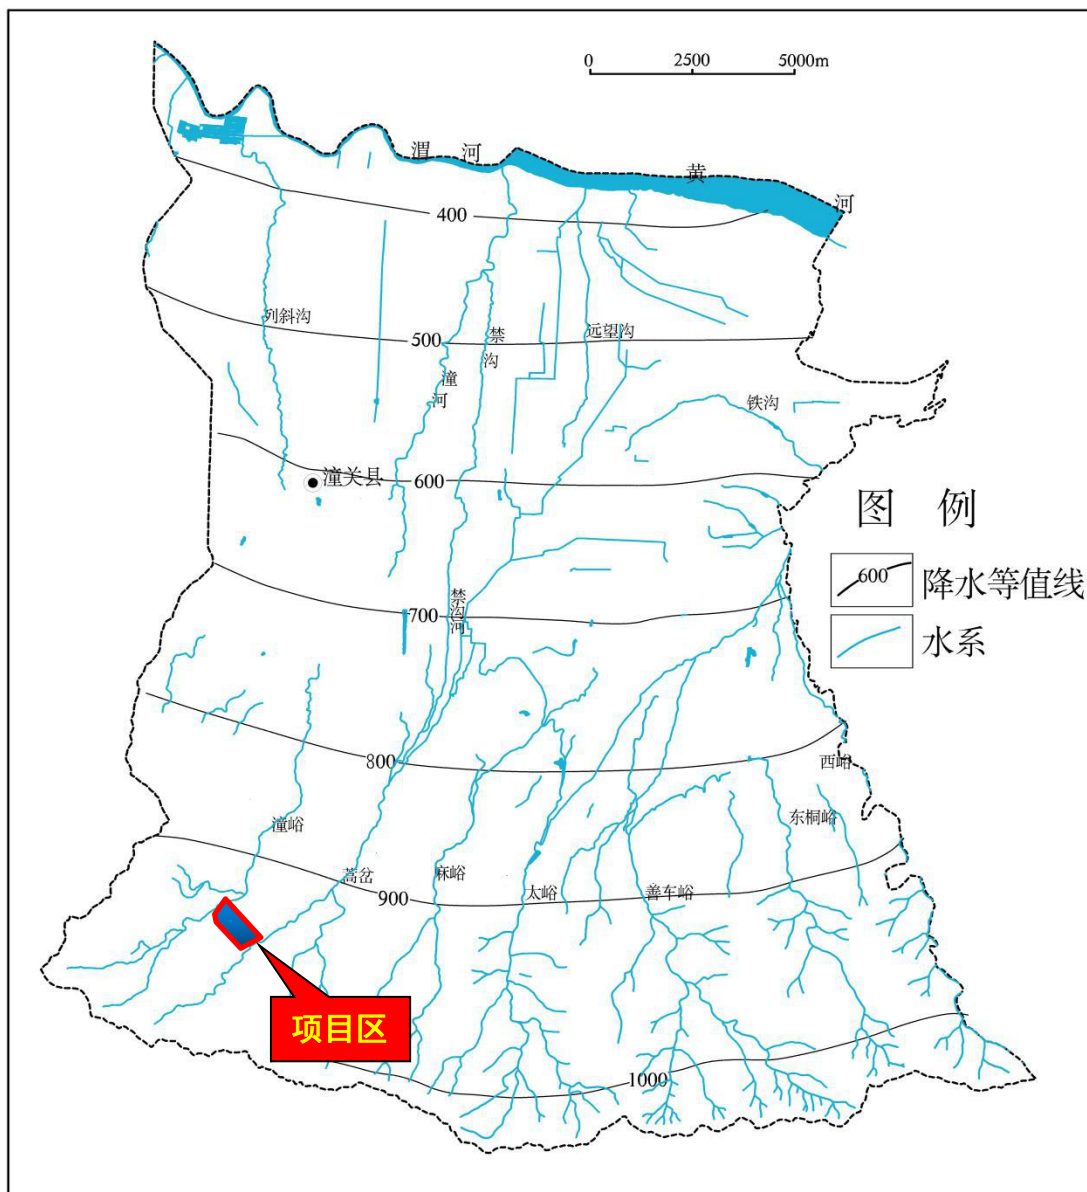 0 2500 5000m
渭 河
黄
河
400
列斜沟
500
禁沟
远望沟
潼河
铁沟
潼关县
600
图 例
600
降水等值线
水系
禁沟河
700
800
西峪
潼峪
东桐峪
蒿岔
麻峪
900
太峪
善车峪
项目区
1000